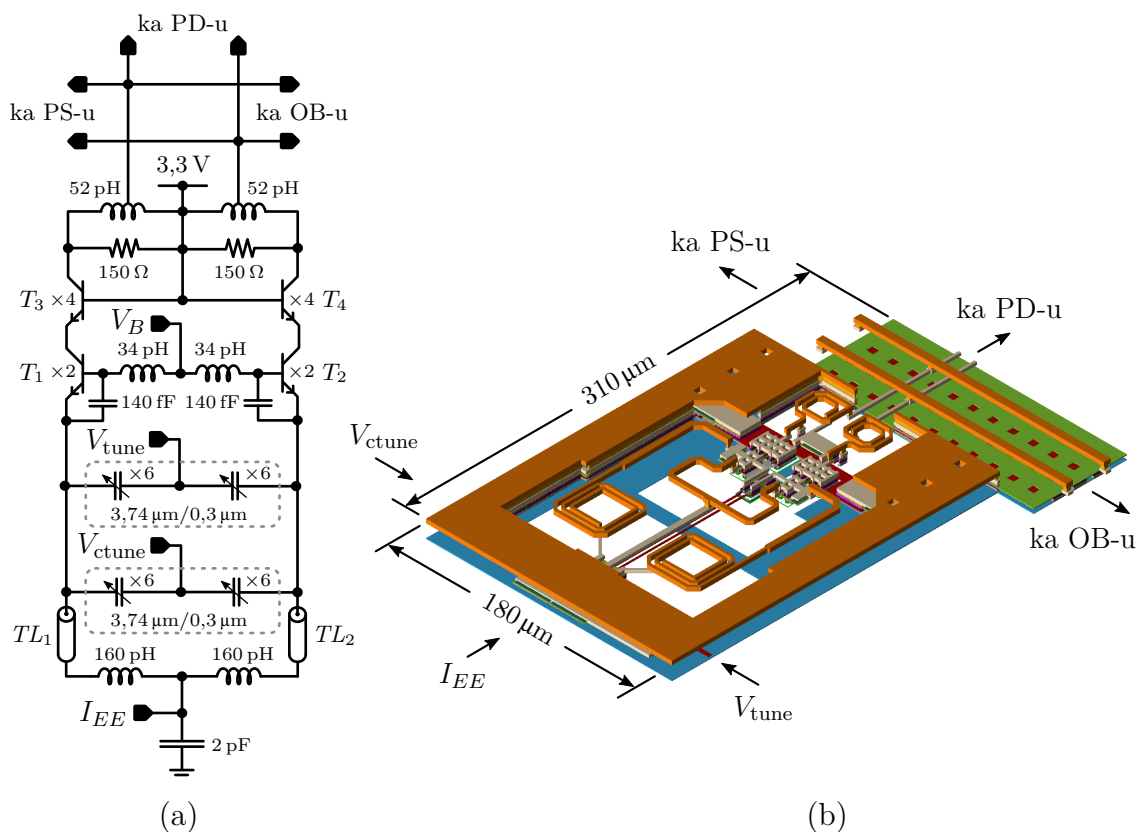 ka PD-u
ka PS-u
ka OB-u
3,3 V
52 pH
52 pH
150 Ω
150 Ω
T3 ×4
×4 T4
VB
34 pH
34 pH
T1 ×2
×2 T2
140 fF
140 fF
Vtune
×6
×6
3,74 µm/0,3 µm
Vctune
×6
×6
3,74 µm/0,3 µm
TL1
TL2
160 pH
160 pH
IEE
2 pF
(a)
ka PS-u
ka PD-u
310 µm
Vctune
ka OB-u
180 µm
IEE
Vtune
(b)